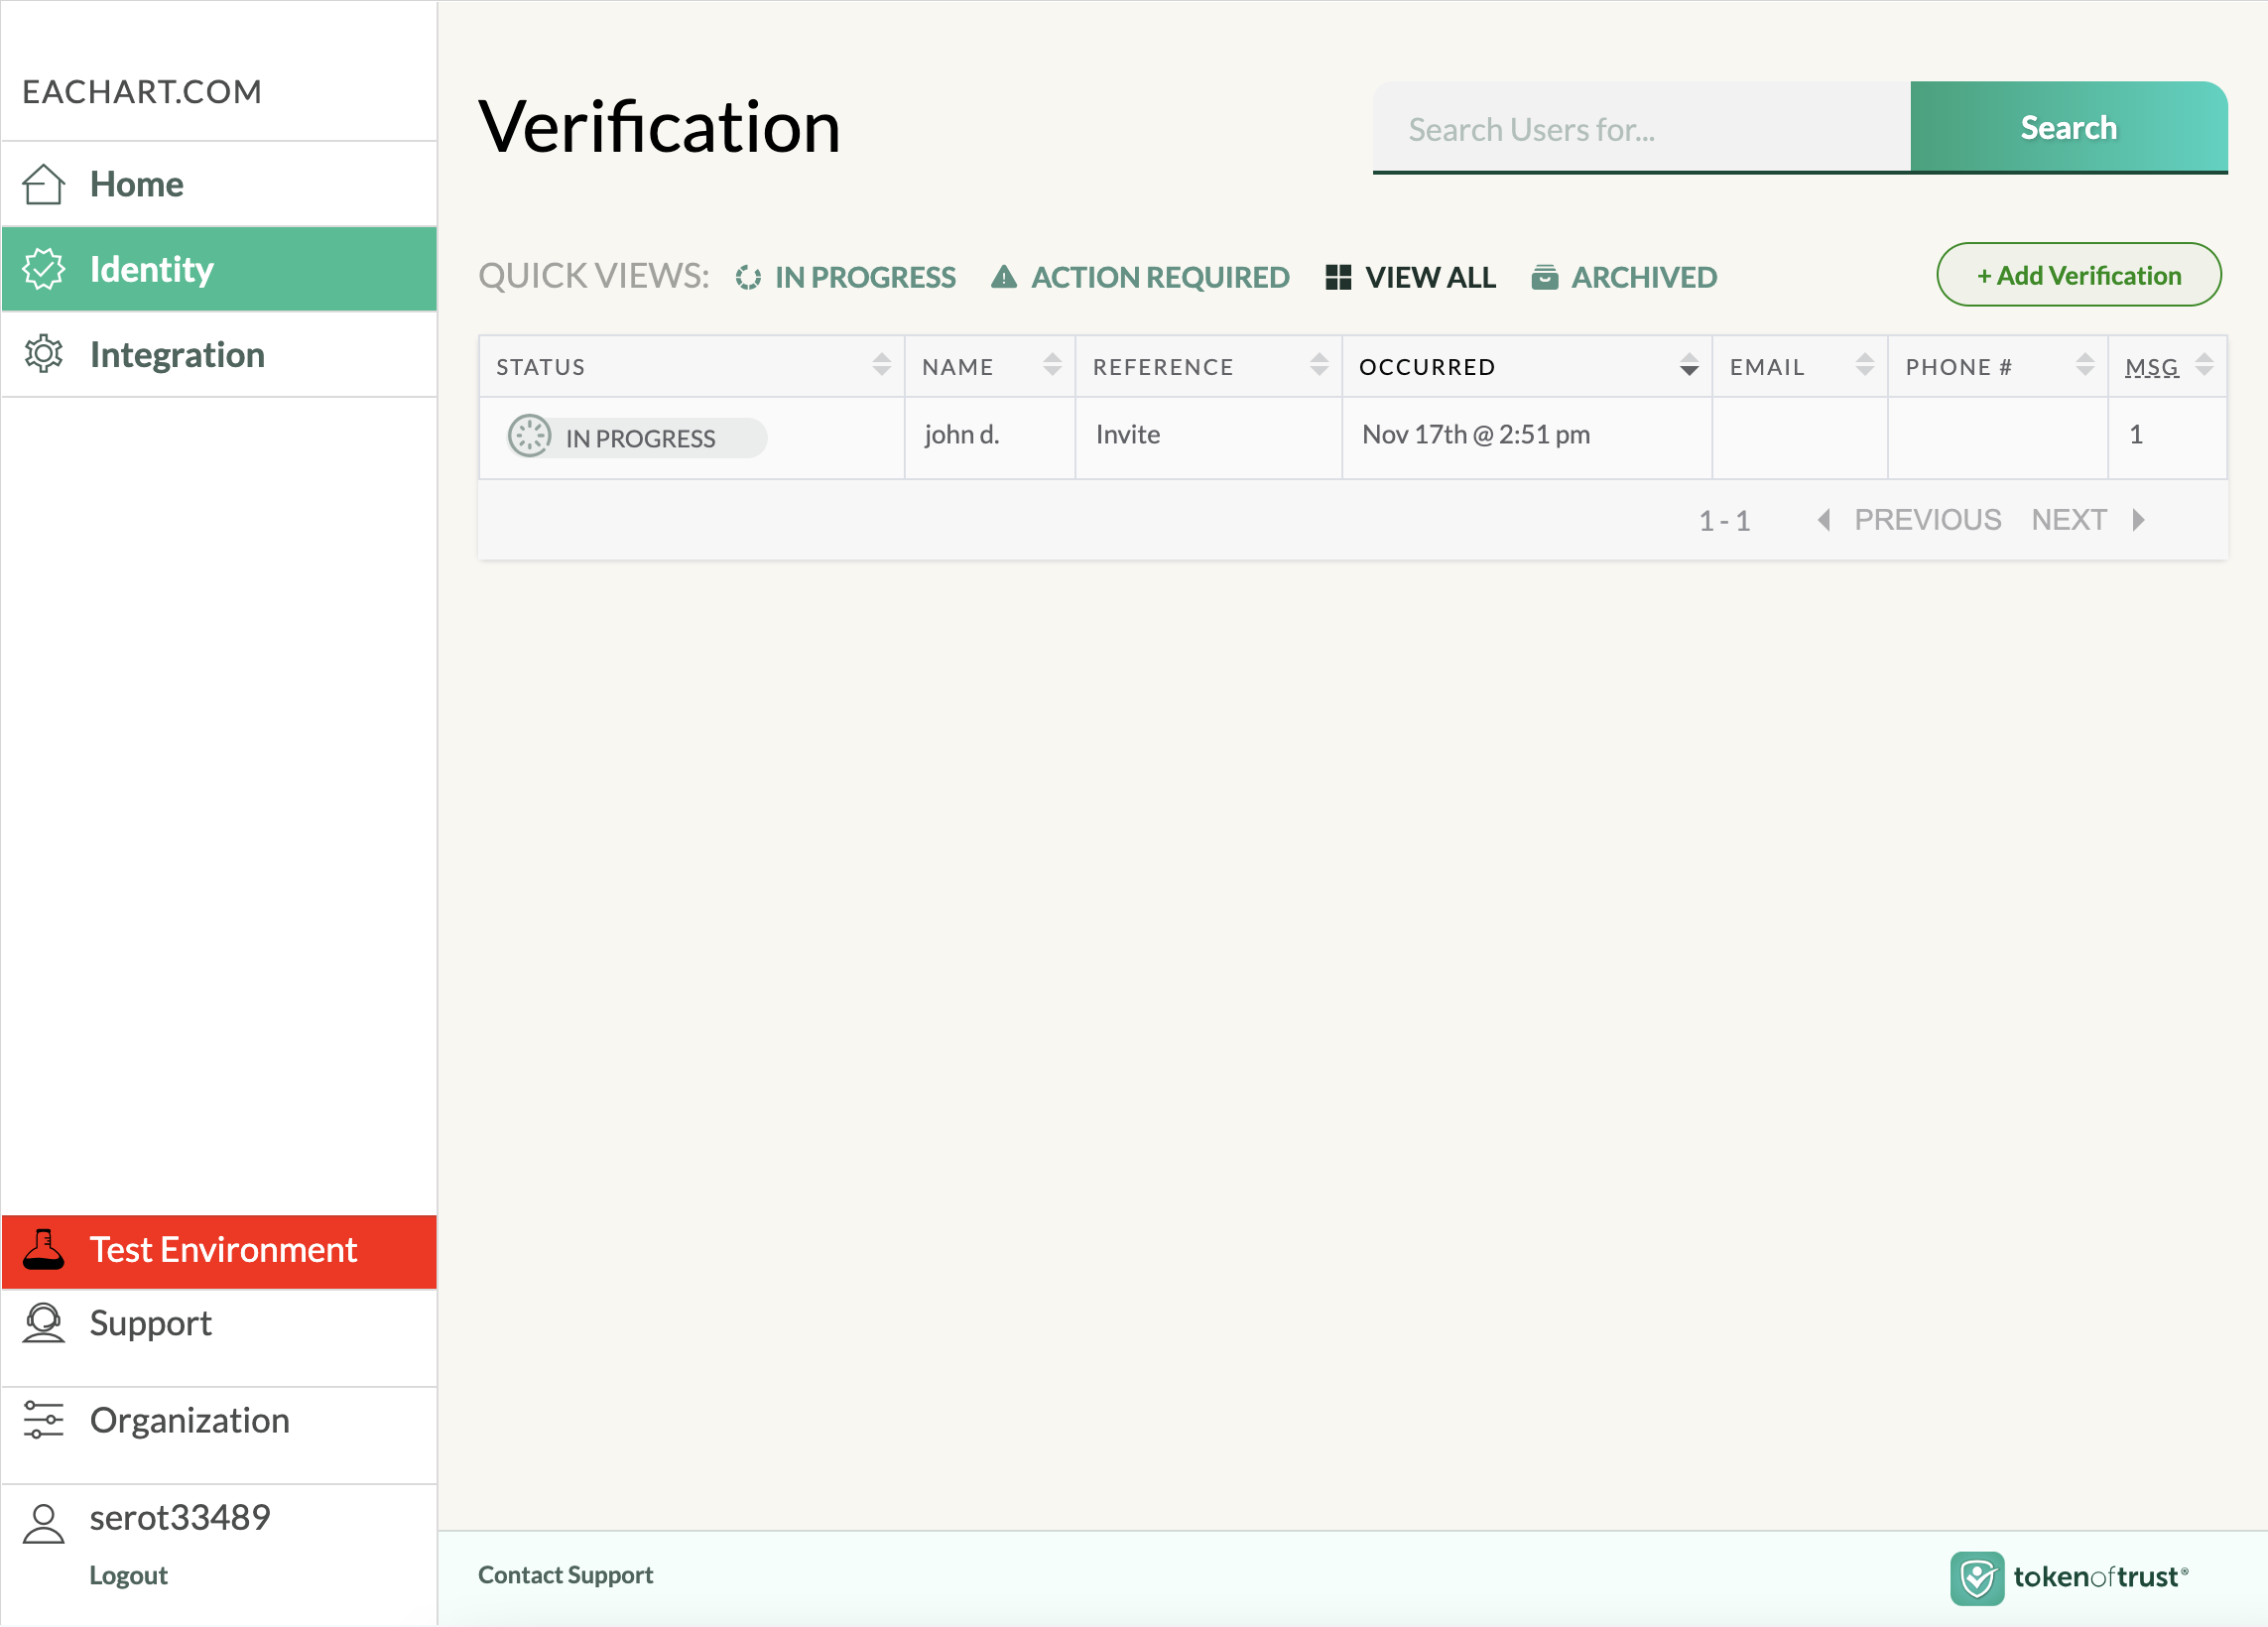 EACHART.COM
Home
Identity
Integration
Test Environment
Support
Organization
serot33489
Logout
Verification
Search Users for...
Search
QUICK VIEWS: IN PROGRESS ACTION REQUIRED VIEW ALL ARCHIVED
+ Add Verification
STATUS NAME REFERENCE OCCURRED EMAIL PHONE # MSG
IN PROGRESS john d. Invite Nov 17th @ 2:51 pm 1
1 - 1 PREVIOUS NEXT
Contact Support
tokenoftrust®